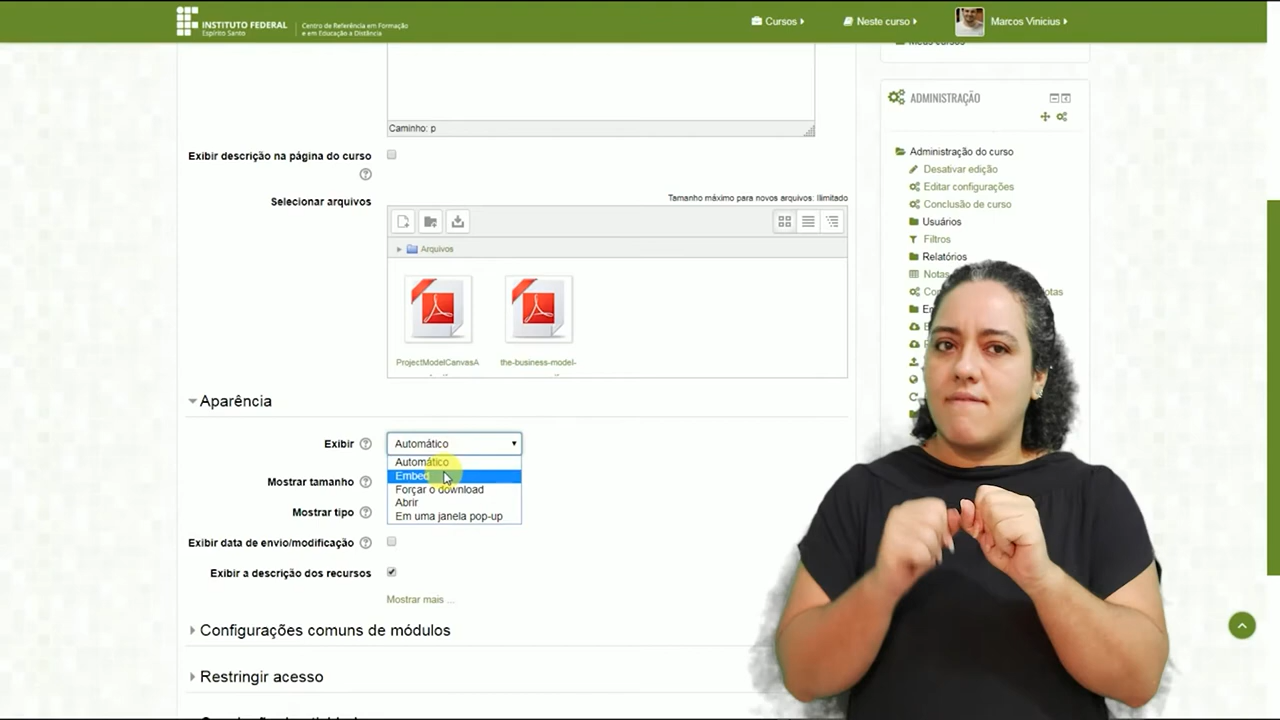 INSTITUTO FEDERAL
Espírito Santo
Centro de Referência em Formação
e em Educação a Distância
Cursos
Neste curso
Marcos Vinicius
Meus cursos
Caminho: p
Exibir descrição na página do curso
Selecionar arquivos
Tamanho máximo para novos arquivos: Ilimitado
Arquivos
ProjectModelCanvasA
the-business-model-
Aparência
Exibir
Automático
Automático
Embed
Forçar o download
Abrir
Em uma janela pop-up
Mostrar tamanho
Mostrar tipo
Exibir data de envio/modificação
Exibir a descrição dos recursos
Mostrar mais ...
Configurações comuns de módulos
Restringir acesso
ADMINISTRAÇÃO
Administração do curso
Desativar edição
Editar configurações
Conclusão de curso
Usuários
Filtros
Relatórios
Notas